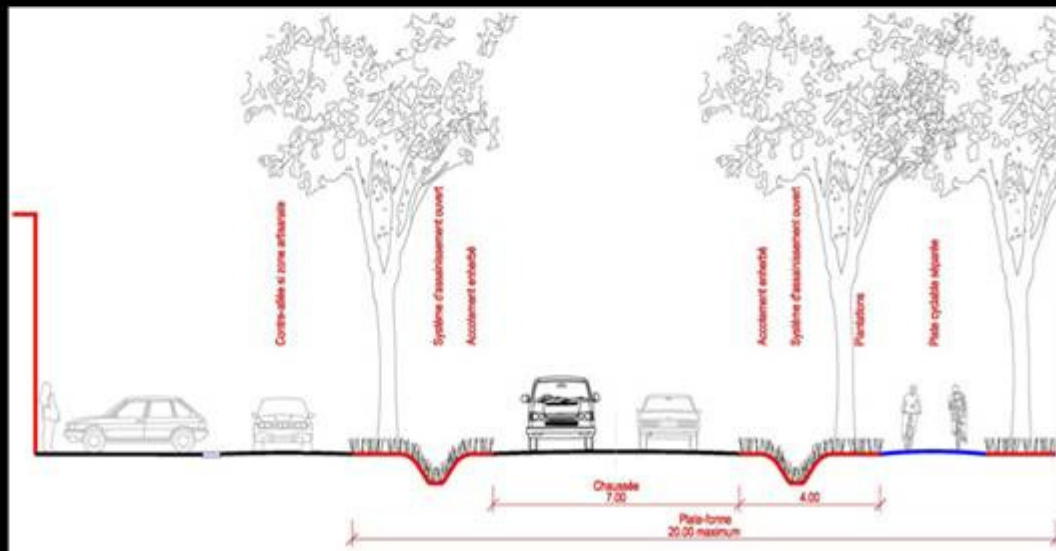 Contre-allée si zone artisanale
Système d'assainissement ouvert
Accotement enherbé
Accotement enherbé
Système d'assainissement ouvert
Plantations
Piste cyclable séparée
Chaussée
7.00
4.00
Plate-forme
20.00 maximum